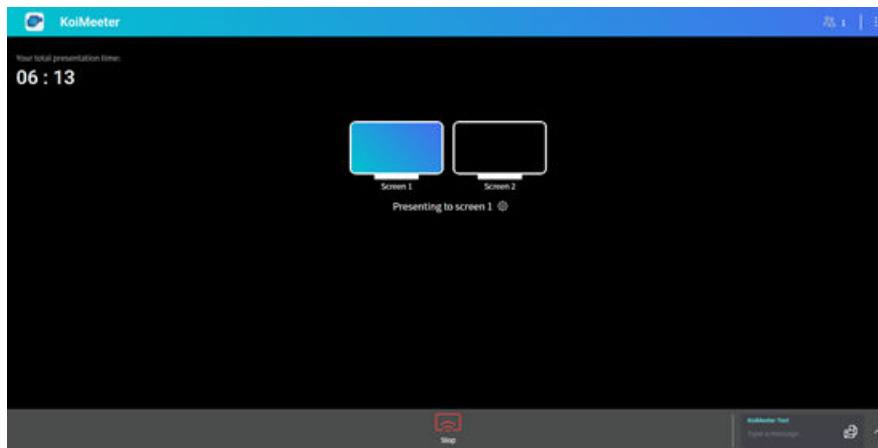 KoiMeeter
1
Your total presentation time:
06 : 13
Screen 1
Screen 2
Presenting to screen 1
Stop
KoiMeeter Test
Type a message